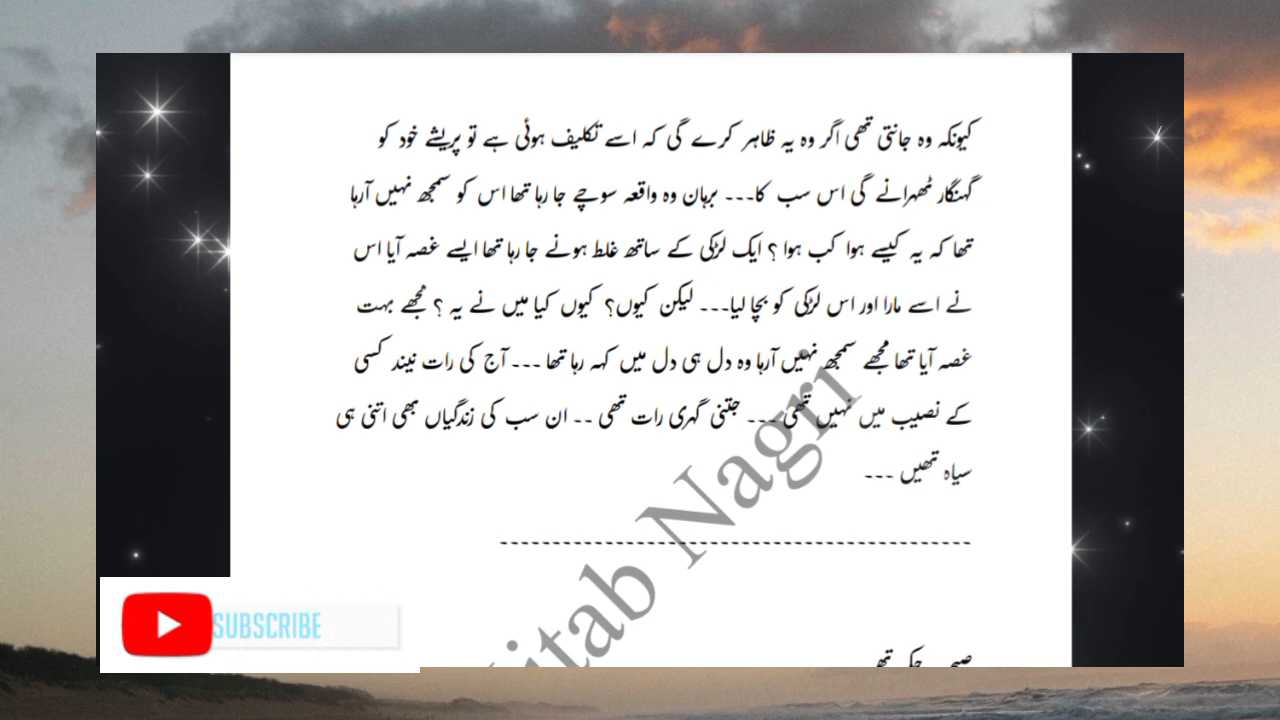 کیونکہ وہ جانتی تھی اگر وہ یہ ظاہر کرے گی کہ اسے تکلیف ہوئی ہے تو پریشے خود کو
گہنگار ٹھہرانے گی اس سب کا۔۔۔ برہان وہ واقعہ سوچے جا رہا تھا اس کو سمجھ نہیں آرہا
تھا کہ یہ کیسے ہوا کب ہوا ؟ ایک لڑکی کے ساتھ غلط ہونے جا رہا تھا ایسے غصہ آیا اس
نے اسے مارا اور اس لڑکی کو بچا لیا۔۔۔ لیکن کیوں؟ کیوں کیا میں نے یہ ؟ مجھے بہت
غصہ آیا تھا مجھے سمجھ نہیں آرہا وہ دل ہی دل میں کہہ رہا تھا ۔۔۔ آج کی رات نیند کسی
کے نصیب میں نہیں تھی ۔۔۔ جتنی گہری رات تھی ۔۔ ان سب کی زندگیاں بھی اتنی ہی
سیاہ تھیں ۔۔۔
Kitab Nagri
SUBSCRIBE